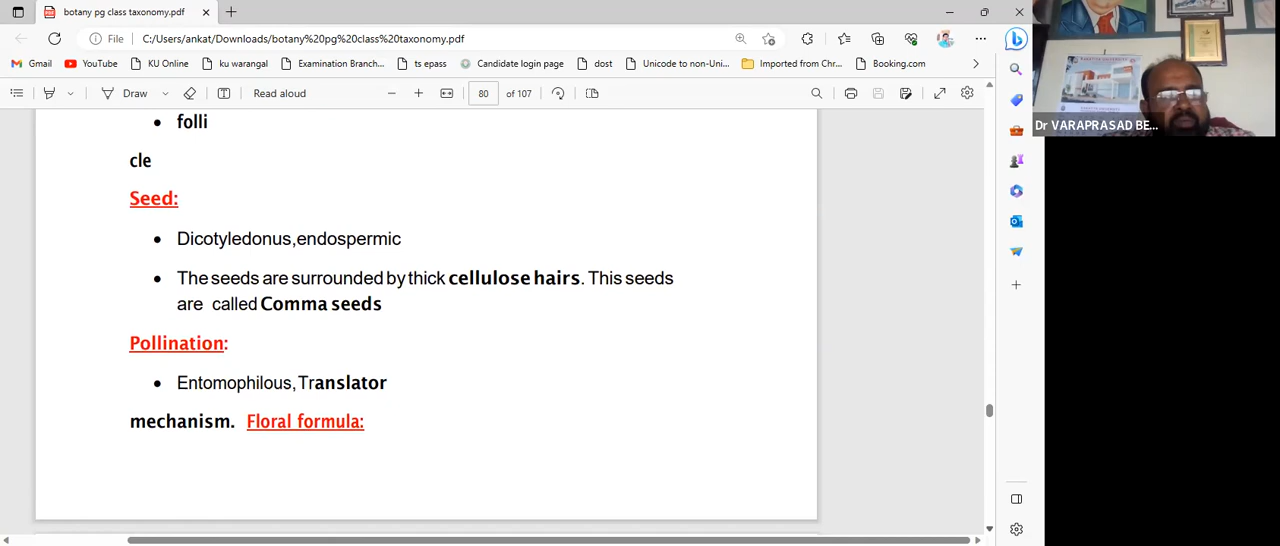 botany pg class taxonomy.pdf
File C:/Users/ankat/Downloads/botany%20pg%20class%20taxonomy.pdf
Gmail YouTube KU Online ku warangal Examination Branch... ts epass Candidate login page dost Unicode to non-Uni... Imported from Chr... Booking.com
Draw Read aloud 80 of 107
Dr VARAPRASAD BE...
• folli
cle
Seed:
• Dicotyledonus,endospermic
• The seeds are surrounded by thick cellulose hairs. This seeds
are called Comma seeds
Pollination:
• Entomophilous,Translator
mechanism. Floral formula: